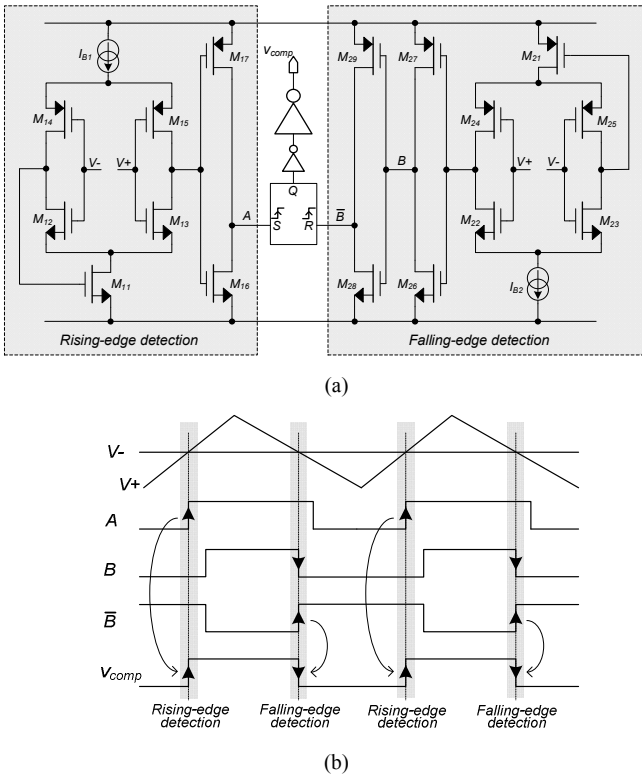 I_B1
M_17
v_comp
M_29
M_27
M_21
M_14
M_15
M_24
M_25
V-
V+
B
V+
V-
Q
M_12
M_13
A
S
R
B̅
M_22
M_23
M_11
M_16
M_28
M_26
I_B2
Rising-edge detection
Falling-edge detection
(a)
V-
V+
A
B
B̅
v_comp
Rising-edge
detection
Falling-edge
detection
Rising-edge
detection
Falling-edge
detection
(b)